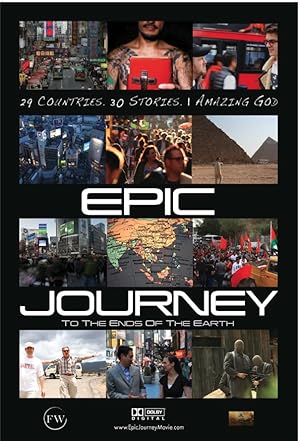 29 Countries. 30 Stories. 1 Amazing God
EPIC
JOURNEY
To The Ends Of The Earth
FW
DOLBY
DIGITAL
www.EpicJourneyMovie.com